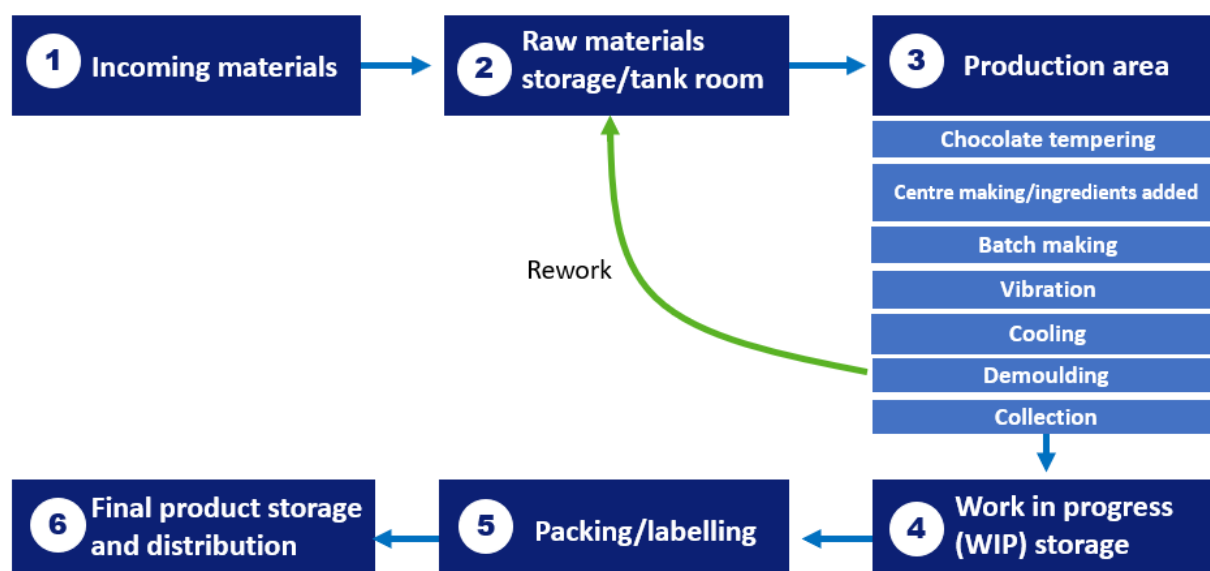 1
Incoming materials
2
Raw materials
storage/tank room
3
Production area
Chocolate tempering
Centre making/ingredients added
Batch making
Vibration
Cooling
Demoulding
Collection
Rework
4
Work in progress
(WIP) storage
5
Packing/labelling
6
Final product storage
and distribution